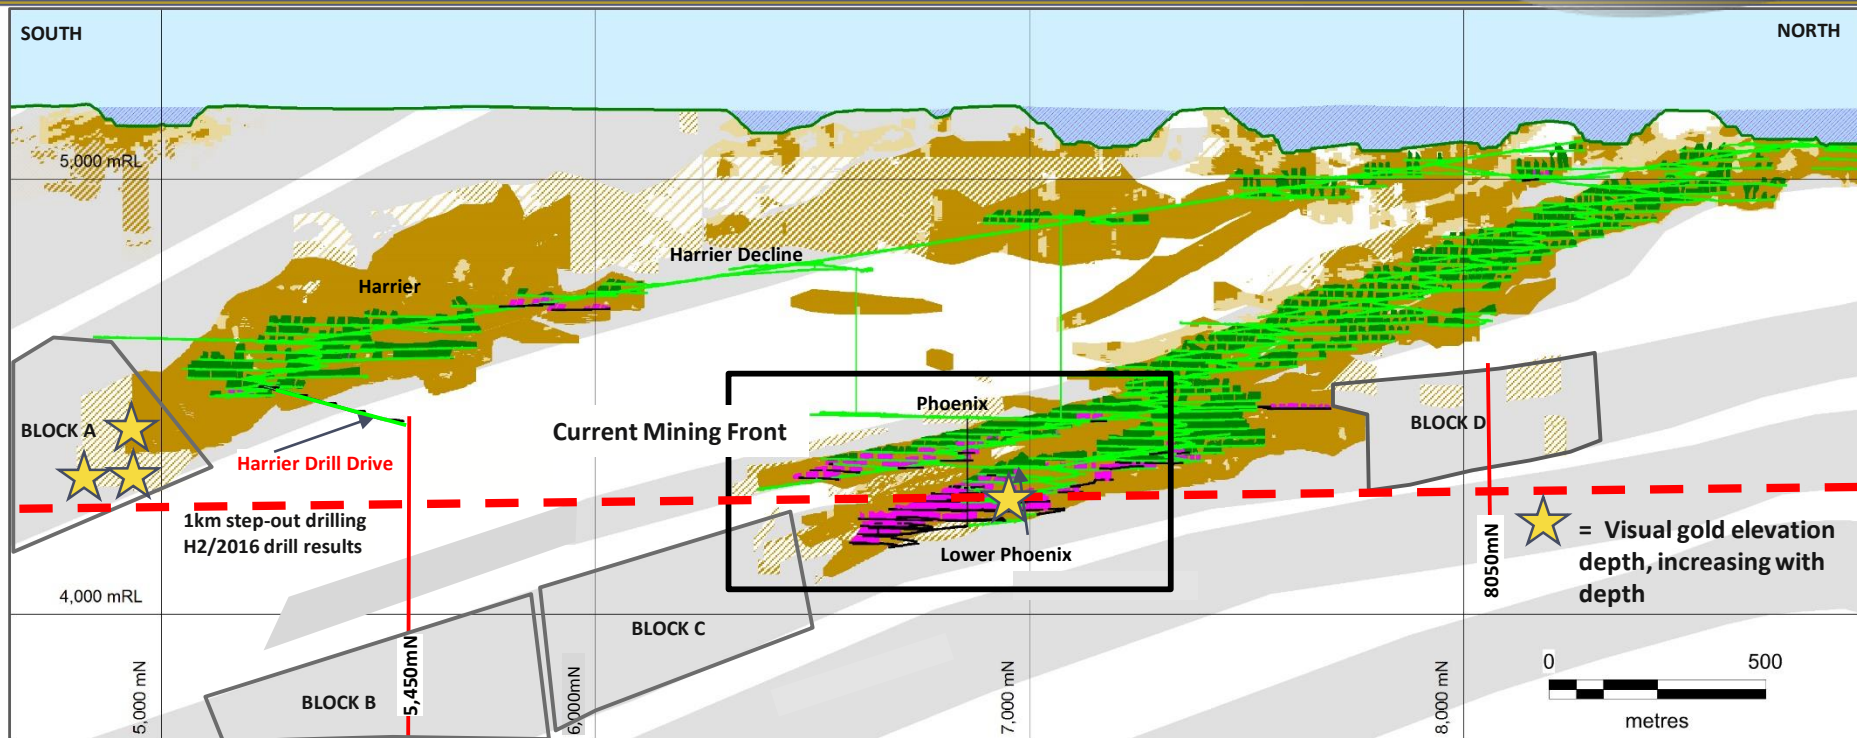 SOUTH
NORTH
5,000 mRL
Harrier Decline
Harrier
Phoenix
Current Mining Front
BLOCK A
BLOCK D
Harrier Drill Drive
1km step-out drilling
H2/2016 drill results
Lower Phoenix
= Visual gold elevation
depth, increasing with
depth
4,000 mRL
BLOCK C
BLOCK B
5,000 mN
5,450mN
6,000mN
7,000 mN
8,000 mN
8050mN
0 500
metres